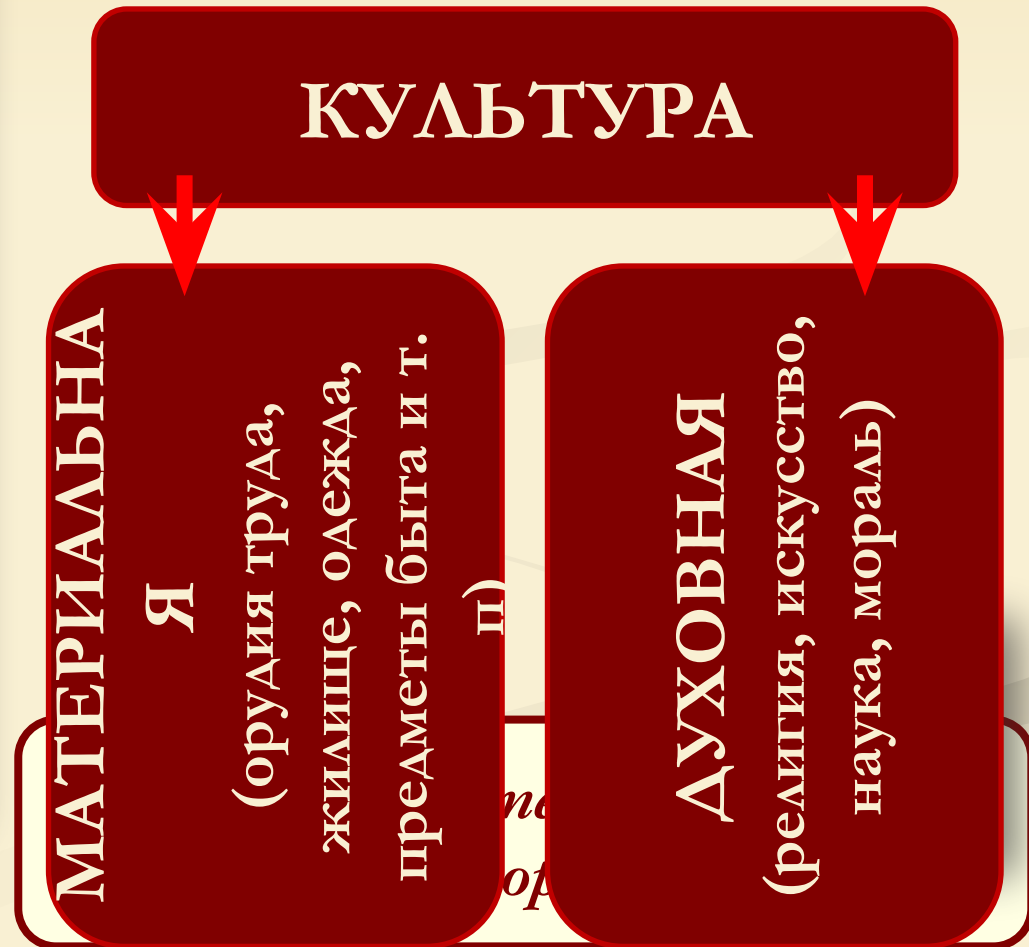 КУЛЬТУРА
МАТЕРИАЛЬНА
Я
(орудия труда,
жилище, одежда,
предметы быта и т.
п)
ДУХОВНАЯ
(религия, искусство,
наука, мораль)